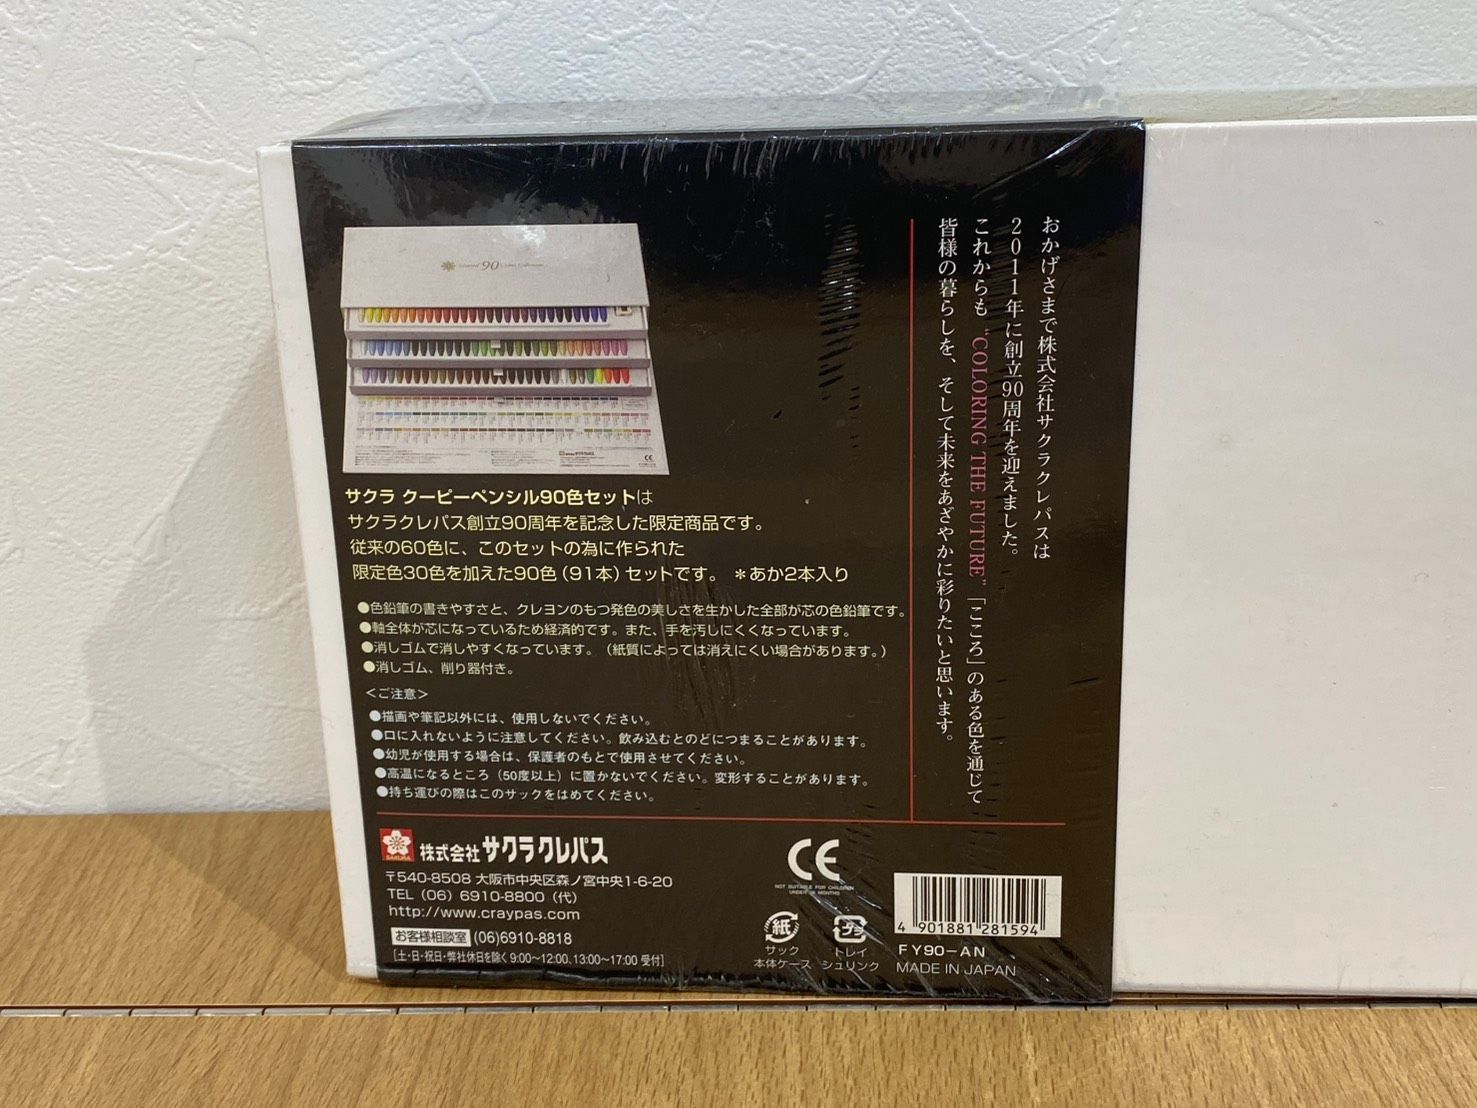 90
サクラ クーピーペンシル90色セットは
サクラクレパス創立90周年を記念した限定商品です。
従来の60色に、このセットの為に作られた
限定色30色を加えた90色（91本）セットです。 ＊あか2本入り
●色鉛筆の書きやすさと、クレヨンのもつ発色の美しさを生かした全部が芯の色鉛筆です。
●軸全体が芯になっているため経済的です。また、手を汚しにくくなっています。
●消しゴムで消しやすくなっています。（紙質によっては消えにくい場合があります。）
●消しゴム、削り器付き。
＜ご注意＞
●描画や筆記以外には、使用しないでください。
●口に入れないように注意してください。飲み込むとのどにつまることがあります。
●幼児が使用する場合は、保護者のもとで使用させてください。
●高温になるところ（50度以上）に置かないでください。変形することがあります。
●持ち運びの際はこのサックをはめてください。
おかげさまで株式会社サクラクレパスは
2011年に創立90周年を迎えました。
これからも "COLORING THE FUTURE" 「こころ」のある色を通じて
皆様の暮らしを、そして未来をあざやかに彩りたいと思います。
SAKURA
株式会社サクラクレパス
〒540-8508 大阪市中央区森ノ宮中央1-6-20
TEL（06）6910-8800（代）
http://www.craypas.com
お客様相談室 (06)6910-8818
[土・日・祝日・弊社休日を除く 9:00〜12:00、13:00〜17:00 受付]
CE
NOT SUITABLE FOR CHILDREN
UNDER 36 MONTHS
紙
サック
本体ケース
プラ
トレイ
シュリンク
4 901881 281594
FY90-AN
MADE IN JAPAN